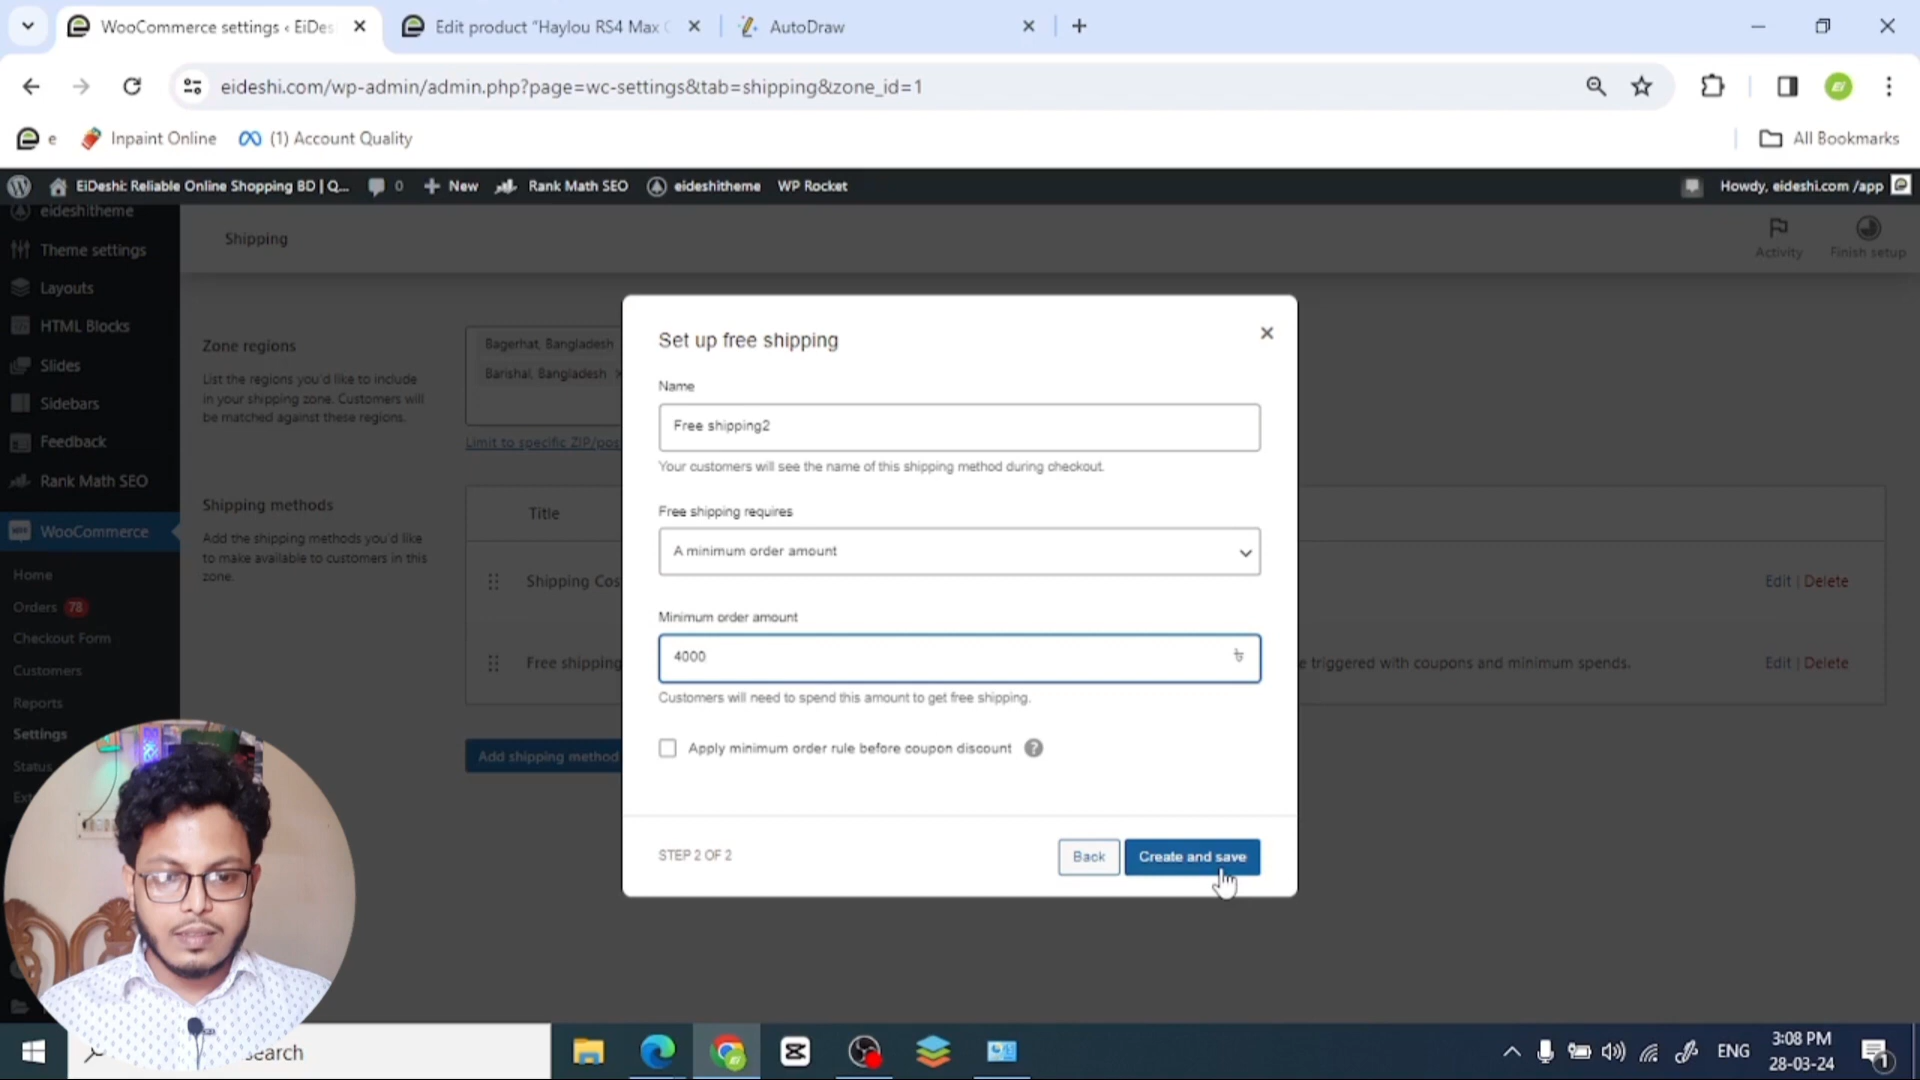 WooCommerce settings ‹ EiDes
Edit product "Haylou RS4 Max
AutoDraw
eideshi.com/wp-admin/admin.php?page=wc-settings&tab=shipping&zone_id=1
e
Inpaint Online
(1) Account Quality
All Bookmarks
EiDeshi: Reliable Online Shopping BD | Q...
0
New
Rank Math SEO
eideshitheme
WP Rocket
Howdy, eideshi.com /app
eideshitheme
Theme settings
Layouts
HTML Blocks
Slides
Sidebars
Feedback
Rank Math SEO
WooCommerce
Home
Orders 78
Checkout Form
Customers
Reports
Settings
Status
Shipping
Activity
Finish setup
Zone regions
List the regions you'd like to include
in your shipping zone. Customers will
be matched against these regions.
Bagerhat, Bangladesh
Barishal, Bangladesh
Limit to specific ZIP/pos
Shipping methods
Add the shipping methods you'd like
to make available to customers in this
zone.
Title
Shipping Cos
Edit | Delete
Free shipping
e triggered with coupons and minimum spends.
Edit | Delete
Add shipping method
Set up free shipping
Name
Free shipping2
Your customers will see the name of this shipping method during checkout.
Free shipping requires
A minimum order amount
Minimum order amount
4000 ৳
Customers will need to spend this amount to get free shipping.
Apply minimum order rule before coupon discount ?
STEP 2 OF 2
Back
Create and save
earch
ENG
3:08 PM
28-03-24
1